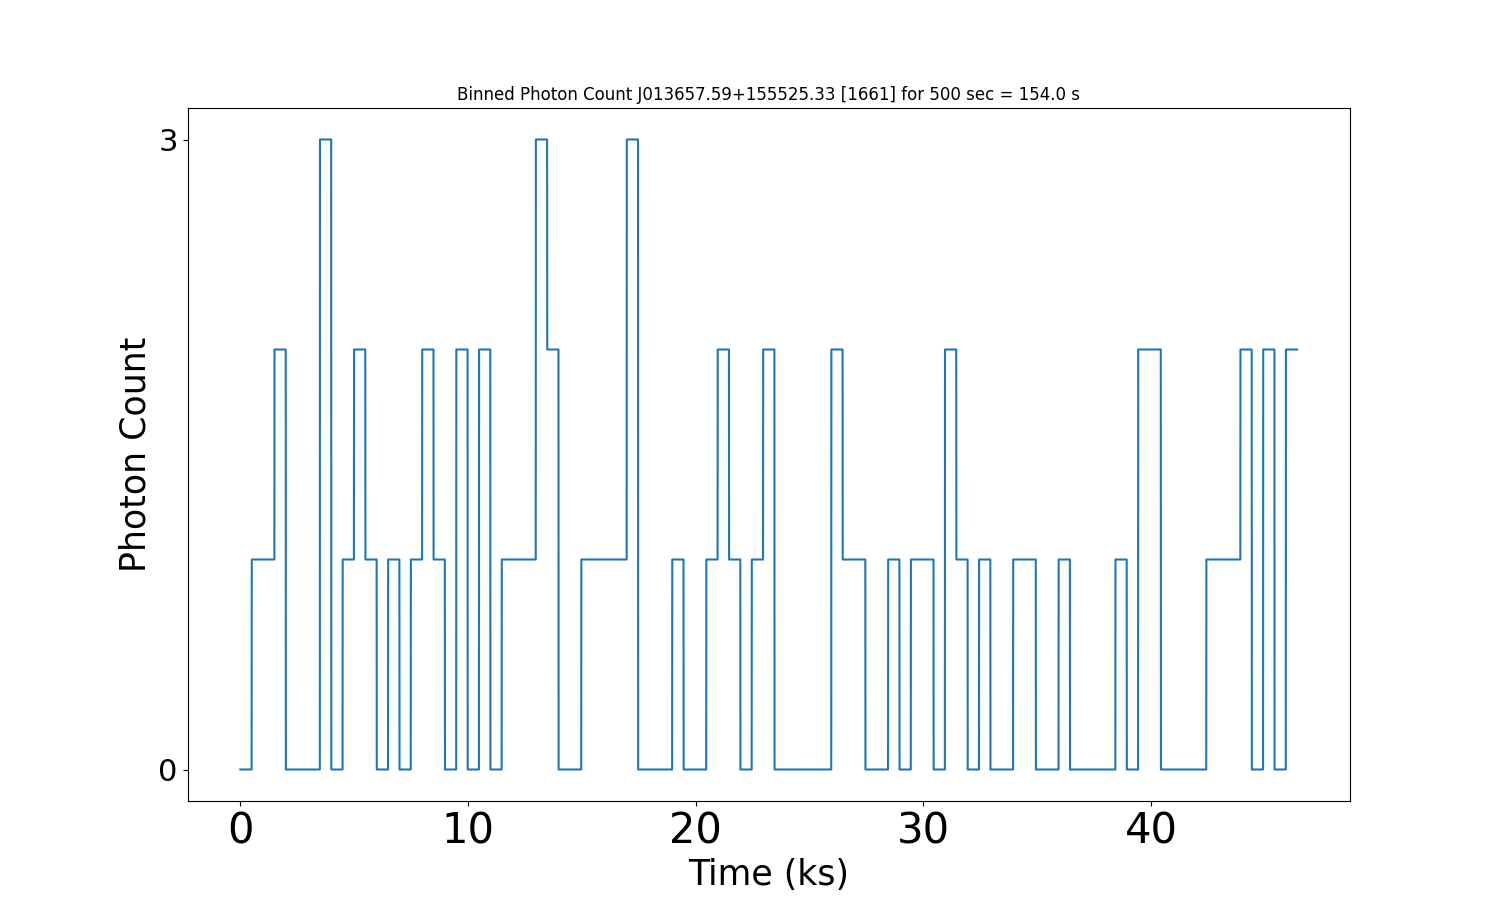 Binned Photon Count J013657.59+155525.33 [1661] for 500 sec = 154.0 s
3
Photon Count
0
0 10 20 30 40
Time (ks)